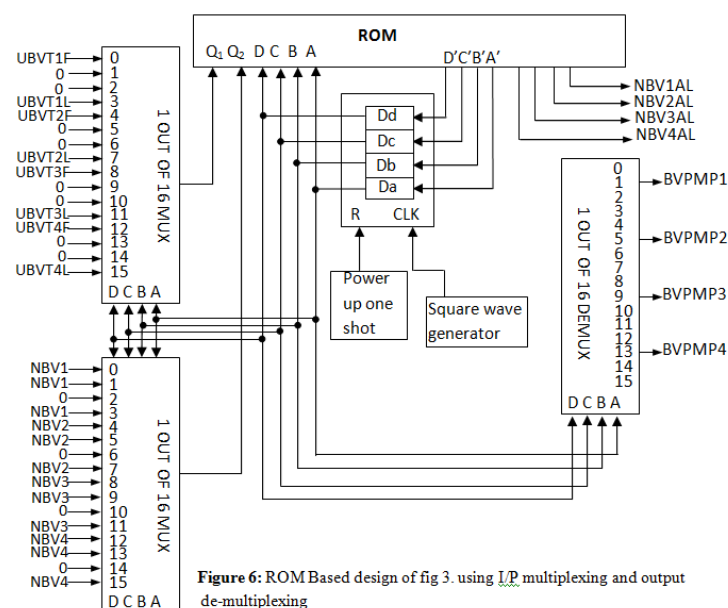 ROM
Q₁ Q₂ D C B A
D'C'B'A'
UBVT1F 0
0 1
0 2
UBVT1L 3
UBVT2F 4
0 5
0 6
UBVT2L 7
UBVT3F 8
0 9
0 10
UBVT3L 11
UBVT4F 12
0 13
0 14
UBVT4L 15
1 OUT OF 16 MUX
D C B A
Dd
Dc
Db
Da
R CLK
Power
up one
shot
Square wave
generator
NBV1AL
NBV2AL
NBV3AL
NBV4AL
0
1 BVPMP1
2
3
4
5 BVPMP2
6
7
8
9 BVPMP3
10
11
12
13 BVPMP4
14
15
1 OUT OF 16 DEMUX
D C B A
NBV1 0
NBV1 1
0 2
NBV1 3
NBV2 4
NBV2 5
0 6
NBV2 7
NBV3 8
NBV3 9
0 10
NBV3 11
NBV4 12
NBV4 13
0 14
NBV4 15
1 OUT OF 16 MUX
D C B A
Figure 6: ROM Based design of fig 3. using I/P multiplexing and output
de-multiplexing